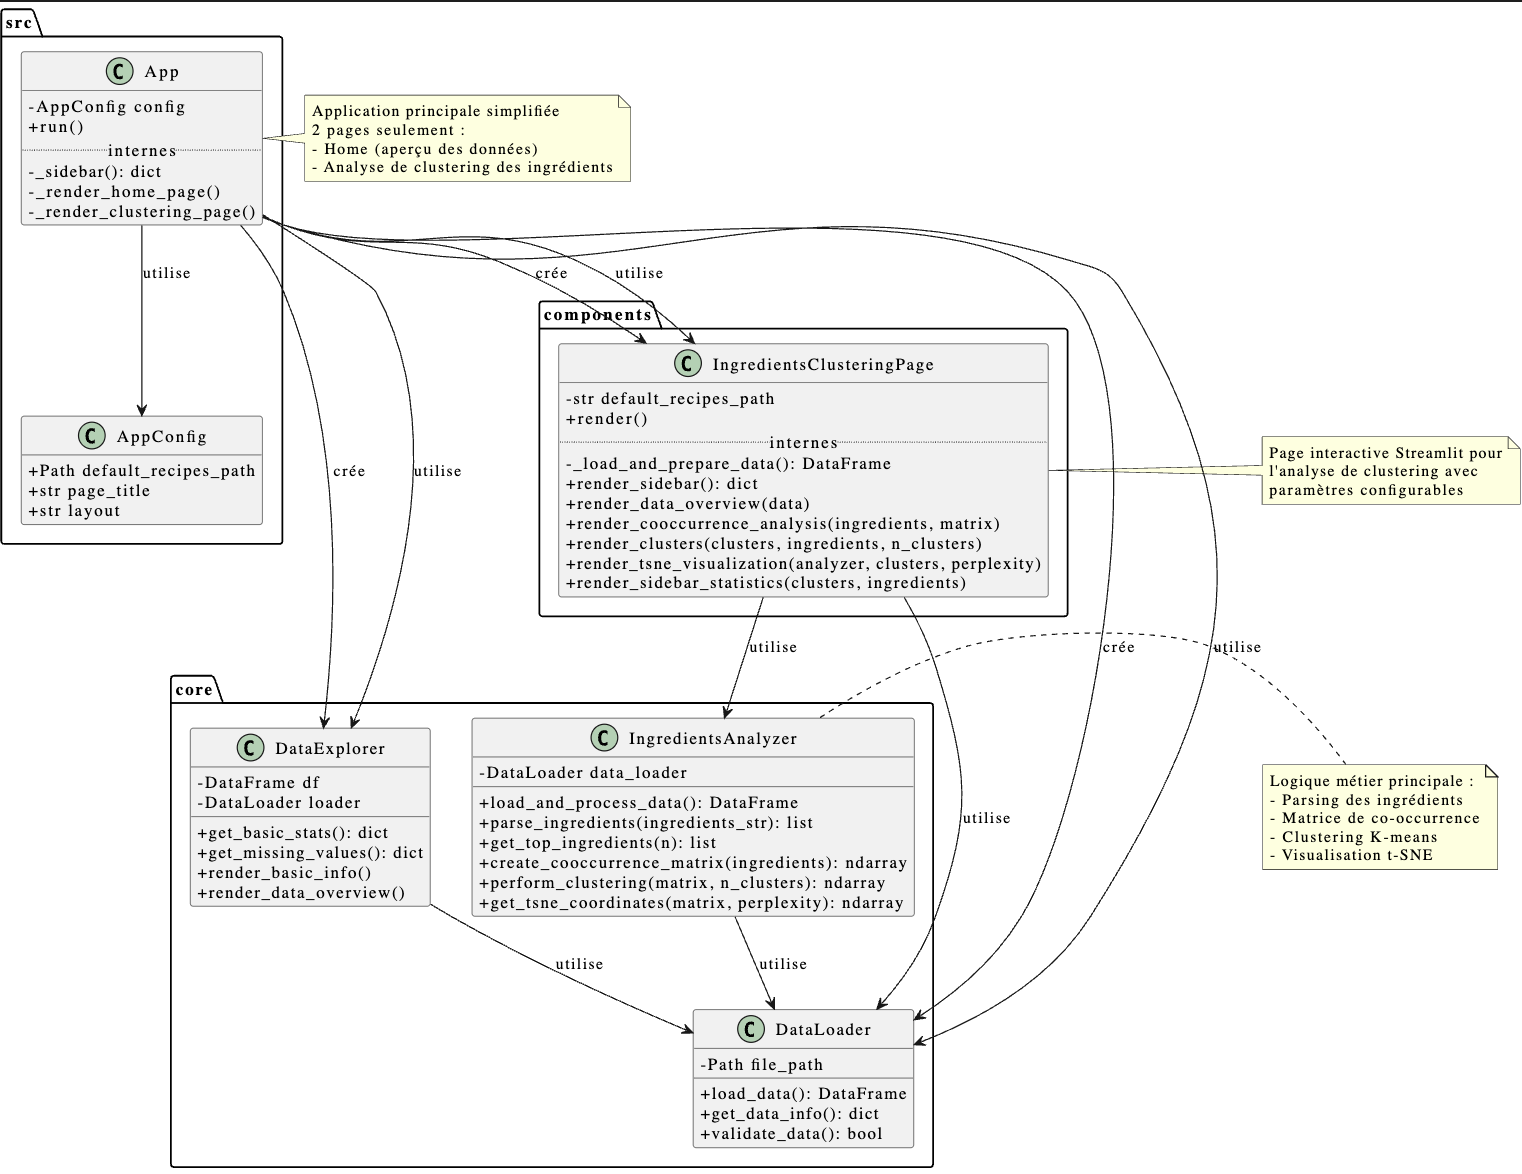 src
C App
-AppConfig config
+run()
internes
-_sidebar(): dict
-_render_home_page()
-_render_clustering_page()
Application principale simplifiée
2 pages seulement :
- Home (aperçu des données)
- Analyse de clustering des ingrédients
utilise
crée
utilise
components
C IngredientsClusteringPage
-str default_recipes_path
+render()
internes
-_load_and_prepare_data(): DataFrame
+render_sidebar(): dict
+render_data_overview(data)
+render_cooccurrence_analysis(ingredients, matrix)
+render_clusters(clusters, ingredients, n_clusters)
+render_tsne_visualization(analyzer, clusters, perplexity)
+render_sidebar_statistics(clusters, ingredients)
C AppConfig
+Path default_recipes_path
+str page_title
+str layout
crée
utilise
Page interactive Streamlit pour
l'analyse de clustering avec
paramètres configurables
utilise
crée
utilise
core
C DataExplorer
-DataFrame df
-DataLoader loader
+get_basic_stats(): dict
+get_missing_values(): dict
+render_basic_info()
+render_data_overview()
C IngredientsAnalyzer
-DataLoader data_loader
+load_and_process_data(): DataFrame
+parse_ingredients(ingredients_str): list
+get_top_ingredients(n): list
+create_cooccurrence_matrix(ingredients): ndarray
+perform_clustering(matrix, n_clusters): ndarray
+get_tsne_coordinates(matrix, perplexity): ndarray
utilise
Logique métier principale :
- Parsing des ingrédients
- Matrice de co-occurrence
- Clustering K-means
- Visualisation t-SNE
utilise
utilise
C DataLoader
-Path file_path
+load_data(): DataFrame
+get_data_info(): dict
+validate_data(): bool